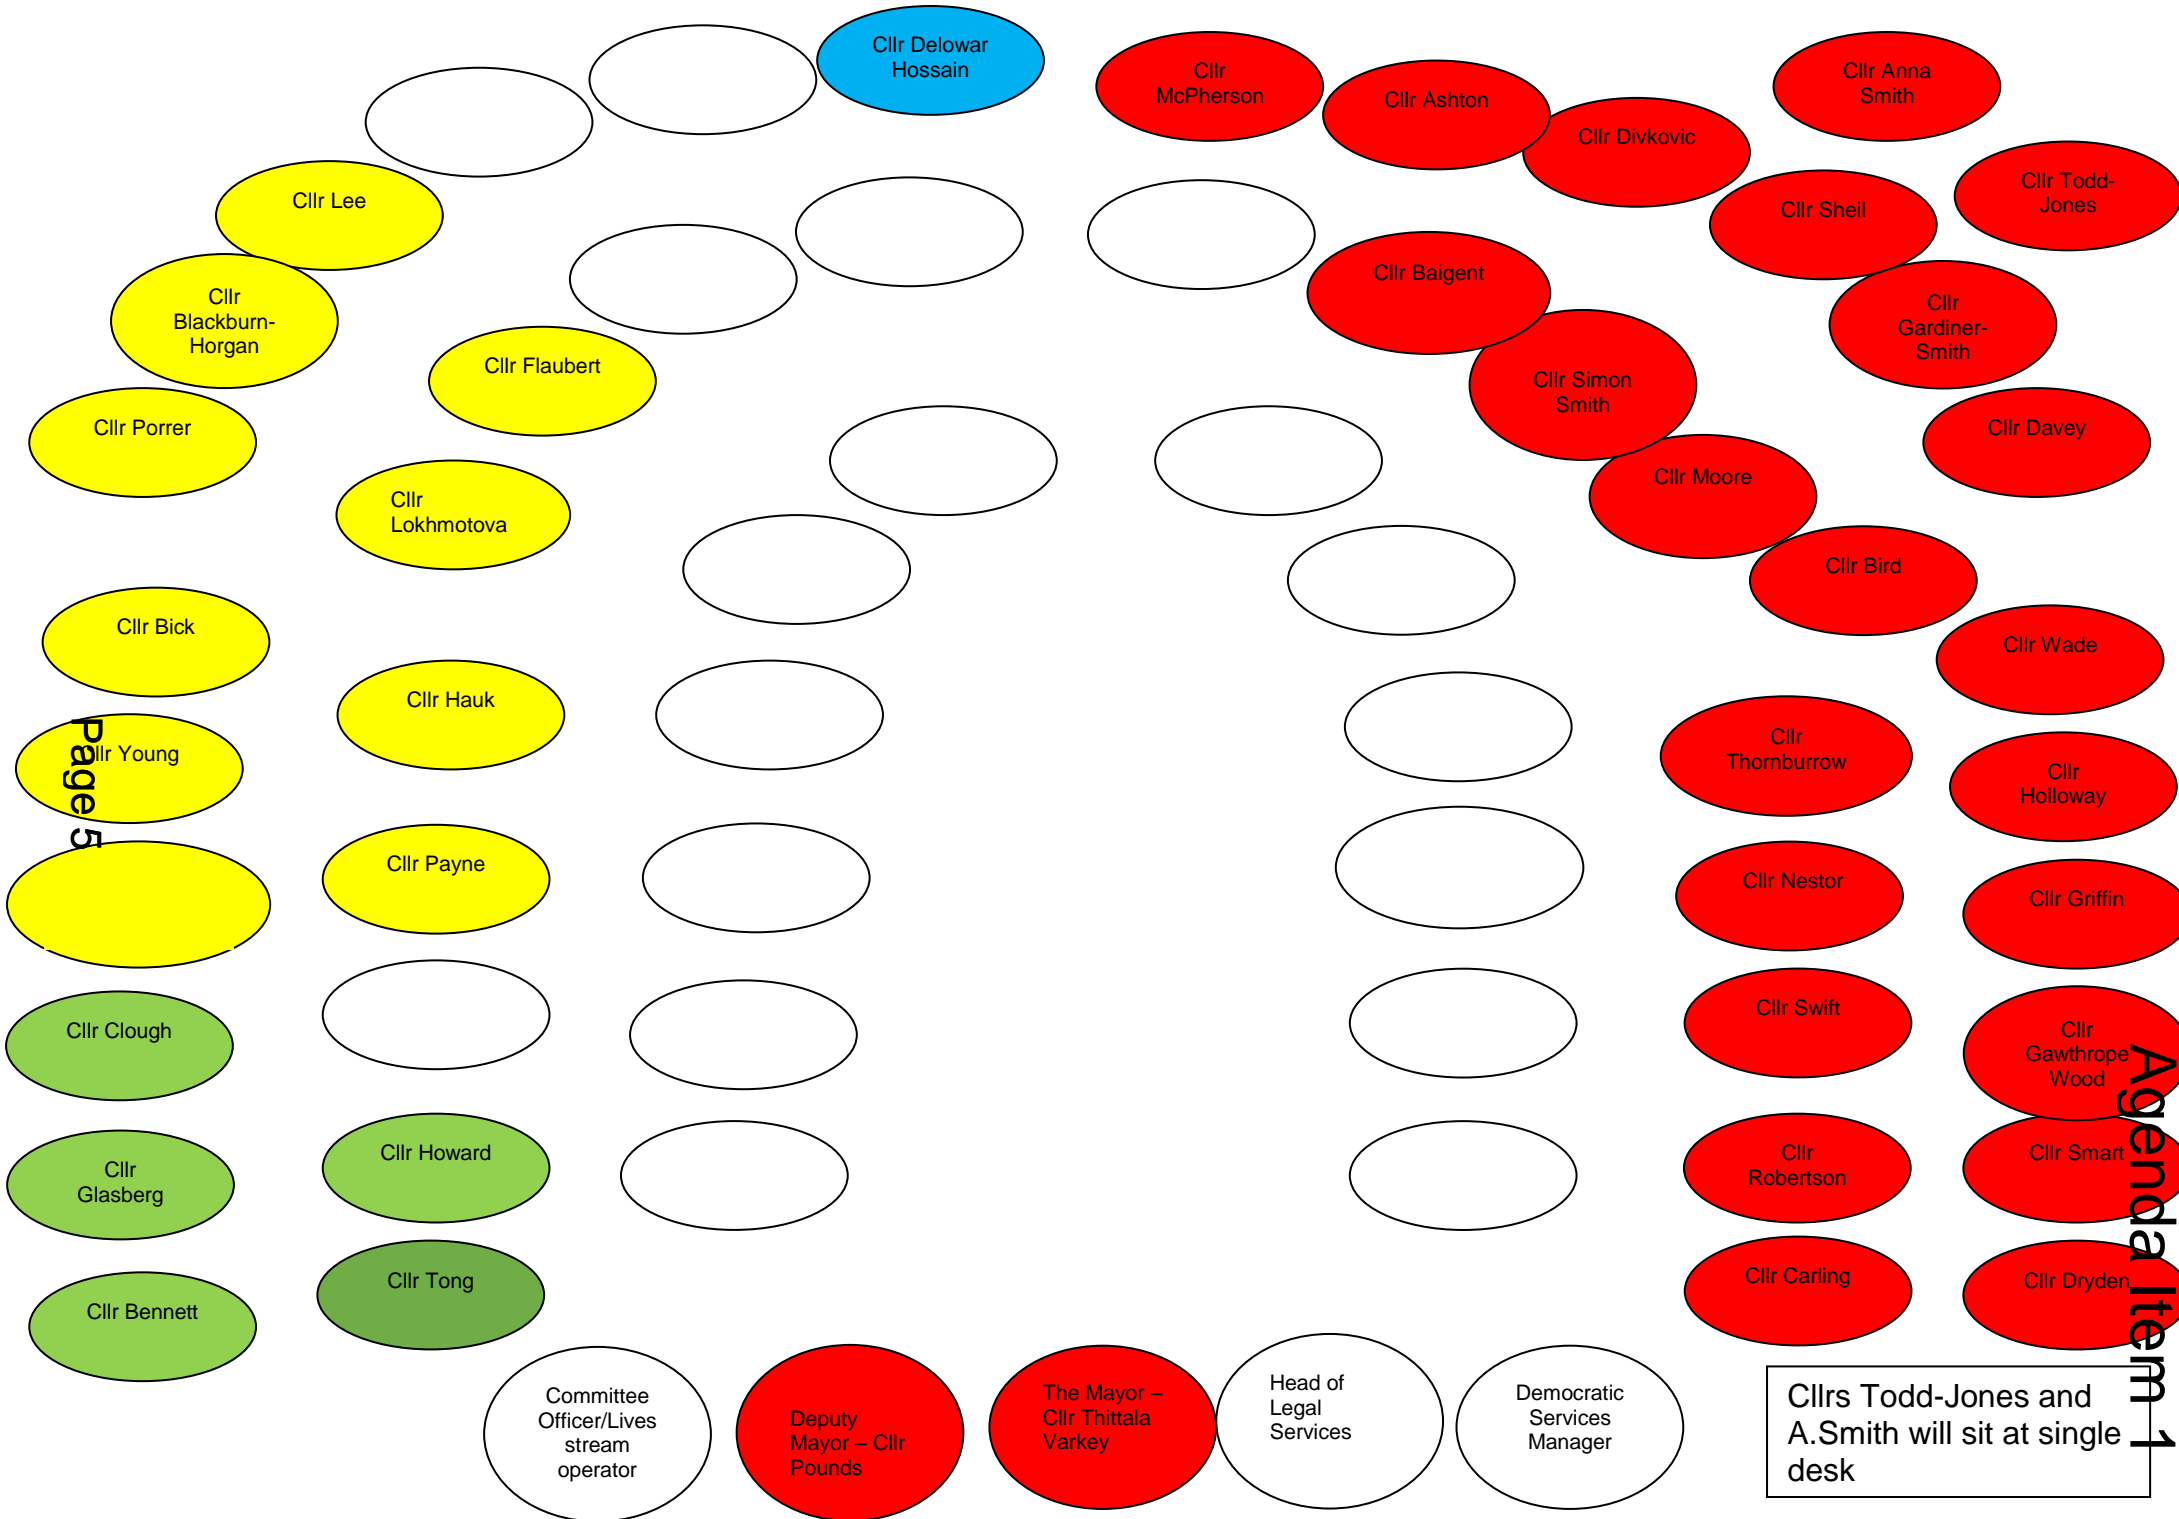 Cllr Delowar
Hossain
Cllr
McPherson
Cllr Ashton
Cllr Divkovic
Cllr Anna
Smith
Cllr Todd-
Jones
Cllr Sheil
Cllr Lee
Cllr
Blackburn-
Horgan
Cllr Baigent
Cllr
Gardiner-
Smith
Cllr Flaubert
Cllr Simon
Smith
Cllr Porrer
Cllr Davey
Cllr
Lokhmotova
Cllr Moore
Cllr Bird
Cllr Bick
Cllr Wade
Cllr Hauk
Cllr Young
Page 5
Cllr
Thornburrow
Cllr
Holloway
Cllr Payne
Cllr Nestor
Cllr Griffin
Cllr Clough
Cllr Swift
Cllr
Gawthrope
Wood
Agenda Item 1
Cllr
Glasberg
Cllr Howard
Cllr
Robertson
Cllr Smart
Cllr Bennett
Cllr Tong
Cllr Carling
Cllr Dryden
Committee
Officer/Lives
stream
operator
Deputy
Mayor – Cllr
Pounds
The Mayor –
Cllr Thittala
Varkey
Head of
Legal
Services
Democratic
Services
Manager
Cllrs Todd-Jones and
A.Smith will sit at single
desk